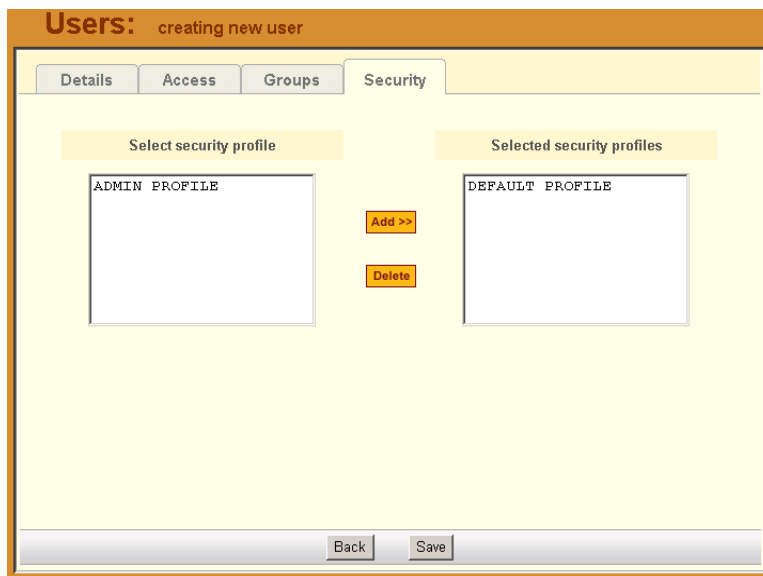 Users: creating new user
Details Access Groups Security
Select security profile Selected security profiles
ADMIN PROFILE DEFAULT PROFILE
Add >>
Delete
Back Save